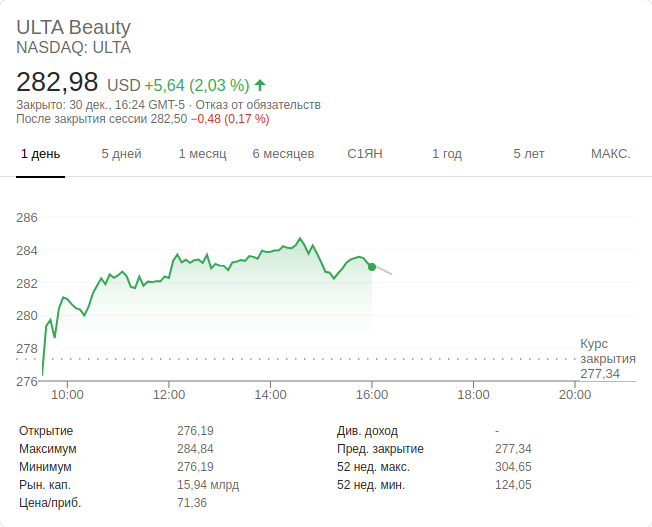 ULTA Beauty
NASDAQ: ULTA
282,98 USD +5,64 (2,03 %)
Закрыто: 30 дек., 16:24 GMT-5 · Отказ от обязательств
После закрытия сессии 282,50 −0,48 (0,17 %)
1 день 5 дней 1 месяц 6 месяцев С1ЯН 1 год 5 лет МАКС.
286
284
282
280
278
276
Курс
закрытия
277,34
10:00 12:00 14:00 16:00 18:00 20:00
Открытие 276,19 Див. доход -
Максимум 284,84 Пред. закрытие 277,34
Минимум 276,19 52 нед. макс. 304,65
Рын. кап. 15,94 млрд 52 нед. мин. 124,05
Цена/приб. 71,36